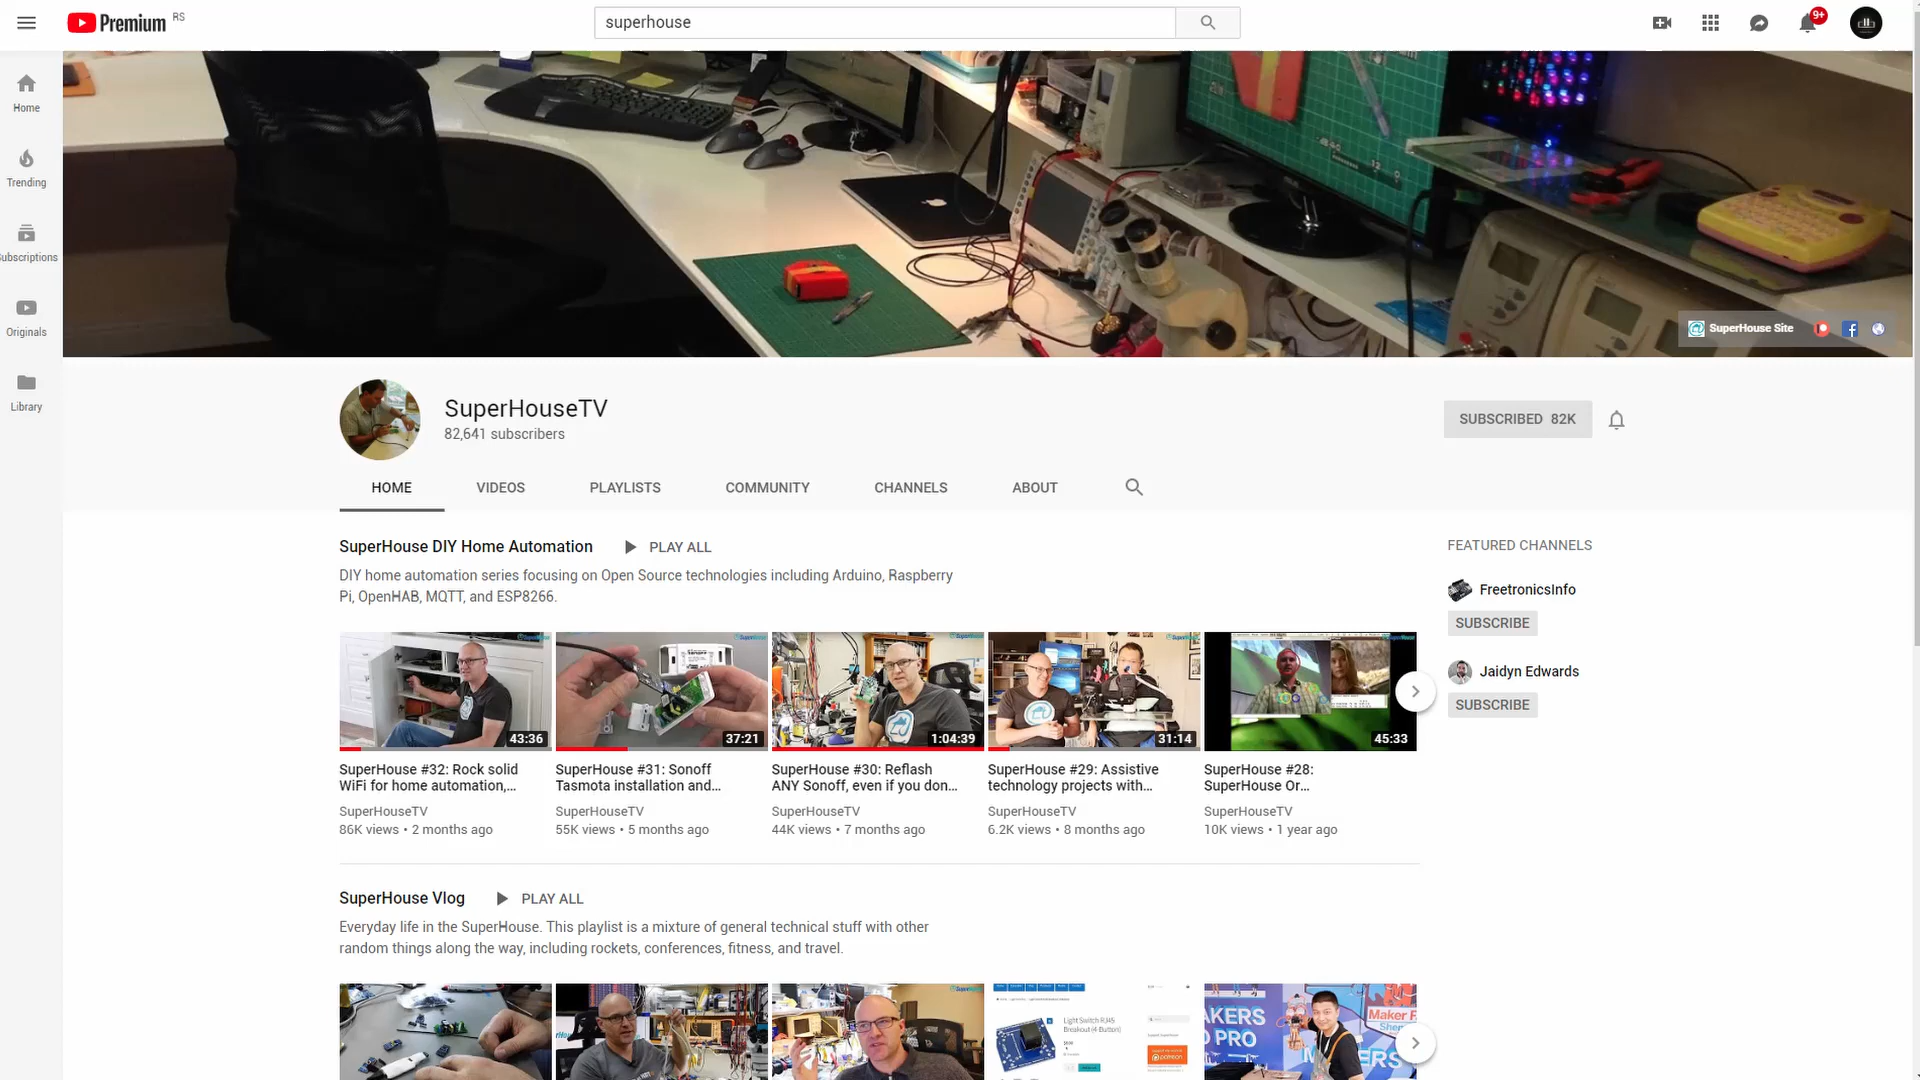 Premium RS
superhouse
9+
Home
Trending
Subscriptions
Originals
Library
SuperHouse Site
SuperHouseTV
82,641 subscribers
SUBSCRIBED 82K
HOME VIDEOS PLAYLISTS COMMUNITY CHANNELS ABOUT
SuperHouse DIY Home Automation PLAY ALL
DIY home automation series focusing on Open Source technologies including Arduino, Raspberry
Pi, OpenHAB, MQTT, and ESP8266.
43:36
37:21
1:04:39
31:14
45:33
SuperHouse #32: Rock solid
WiFi for home automation,...
SuperHouseTV
86K views • 2 months ago
SuperHouse #31: Sonoff
Tasmota installation and...
SuperHouseTV
55K views • 5 months ago
SuperHouse #30: Reflash
ANY Sonoff, even if you don...
SuperHouseTV
44K views • 7 months ago
SuperHouse #29: Assistive
technology projects with...
SuperHouseTV
6.2K views • 8 months ago
SuperHouse #28:
SuperHouse Or...
SuperHouseTV
10K views • 1 year ago
FEATURED CHANNELS
FreetronicsInfo
SUBSCRIBE
Jaidyn Edwards
SUBSCRIBE
SuperHouse Vlog PLAY ALL
Everyday life in the SuperHouse. This playlist is a mixture of general technical stuff with other
random things along the way, including rockets, conferences, fitness, and travel.
Light Switch RJ45
Breakout (4 Button)
AKERS
O PRO
Maker F